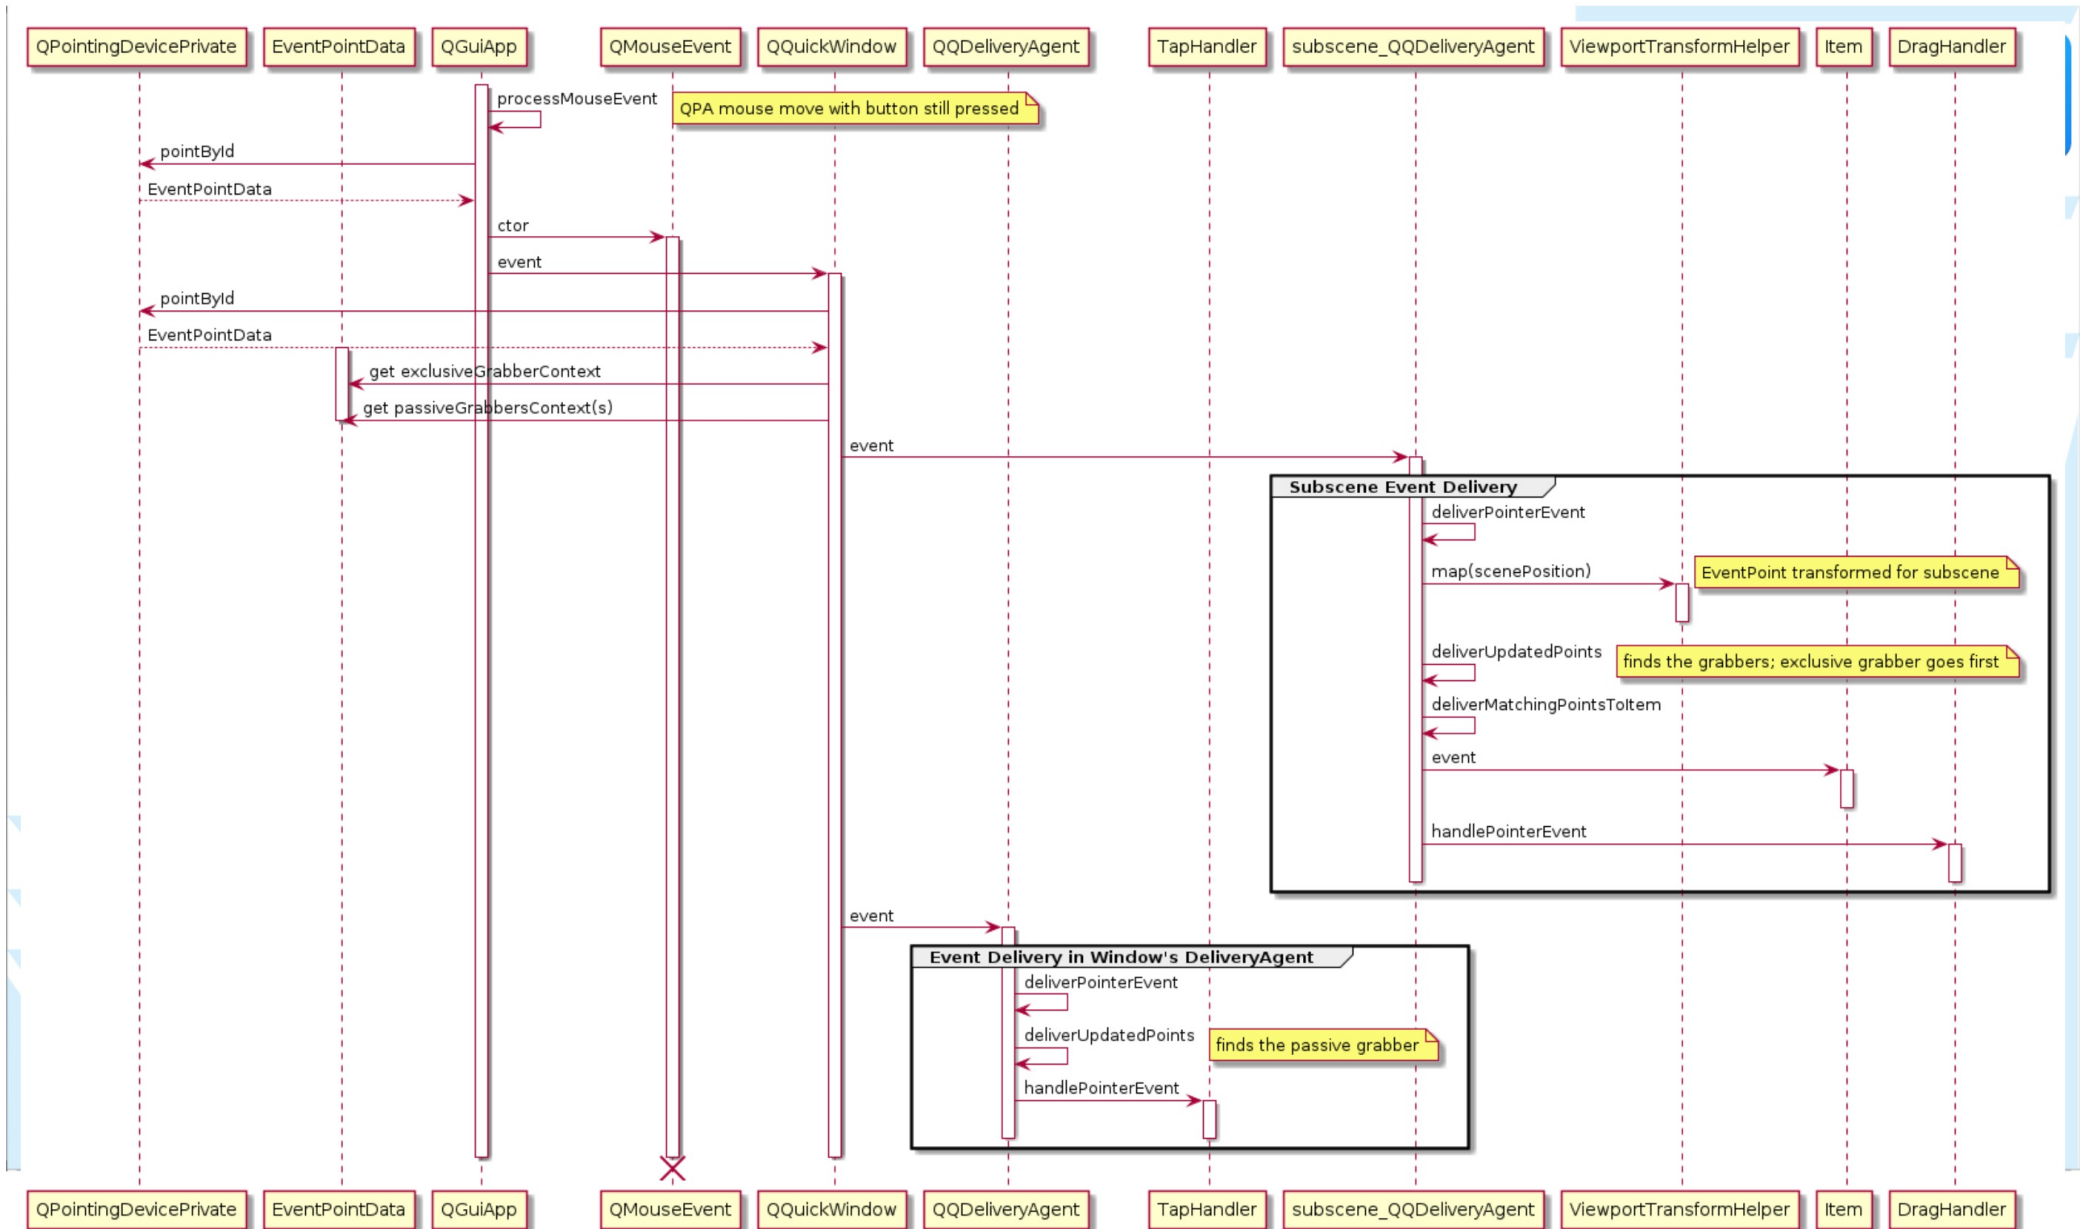 QPointingDevicePrivate EventPointData QGuiApp QMouseEvent QQuickWindow QQDeliveryAgent TapHandler subscene_QQDeliveryAgent ViewportTransformHelper Item DragHandler
processMouseEvent
QPA mouse move with button still pressed
pointById
EventPointData
ctor
event
pointById
EventPointData
get exclusiveGrabberContext
get passiveGrabbersContext(s)
event
Subscene Event Delivery
deliverPointerEvent
map(scenePosition)
EventPoint transformed for subscene
deliverUpdatedPoints
finds the grabbers; exclusive grabber goes first
deliverMatchingPointsToItem
event
handlePointerEvent
event
Event Delivery in Window's DeliveryAgent
deliverPointerEvent
deliverUpdatedPoints
finds the passive grabber
handlePointerEvent
QPointingDevicePrivate EventPointData QGuiApp QMouseEvent QQuickWindow QQDeliveryAgent TapHandler subscene_QQDeliveryAgent ViewportTransformHelper Item DragHandler